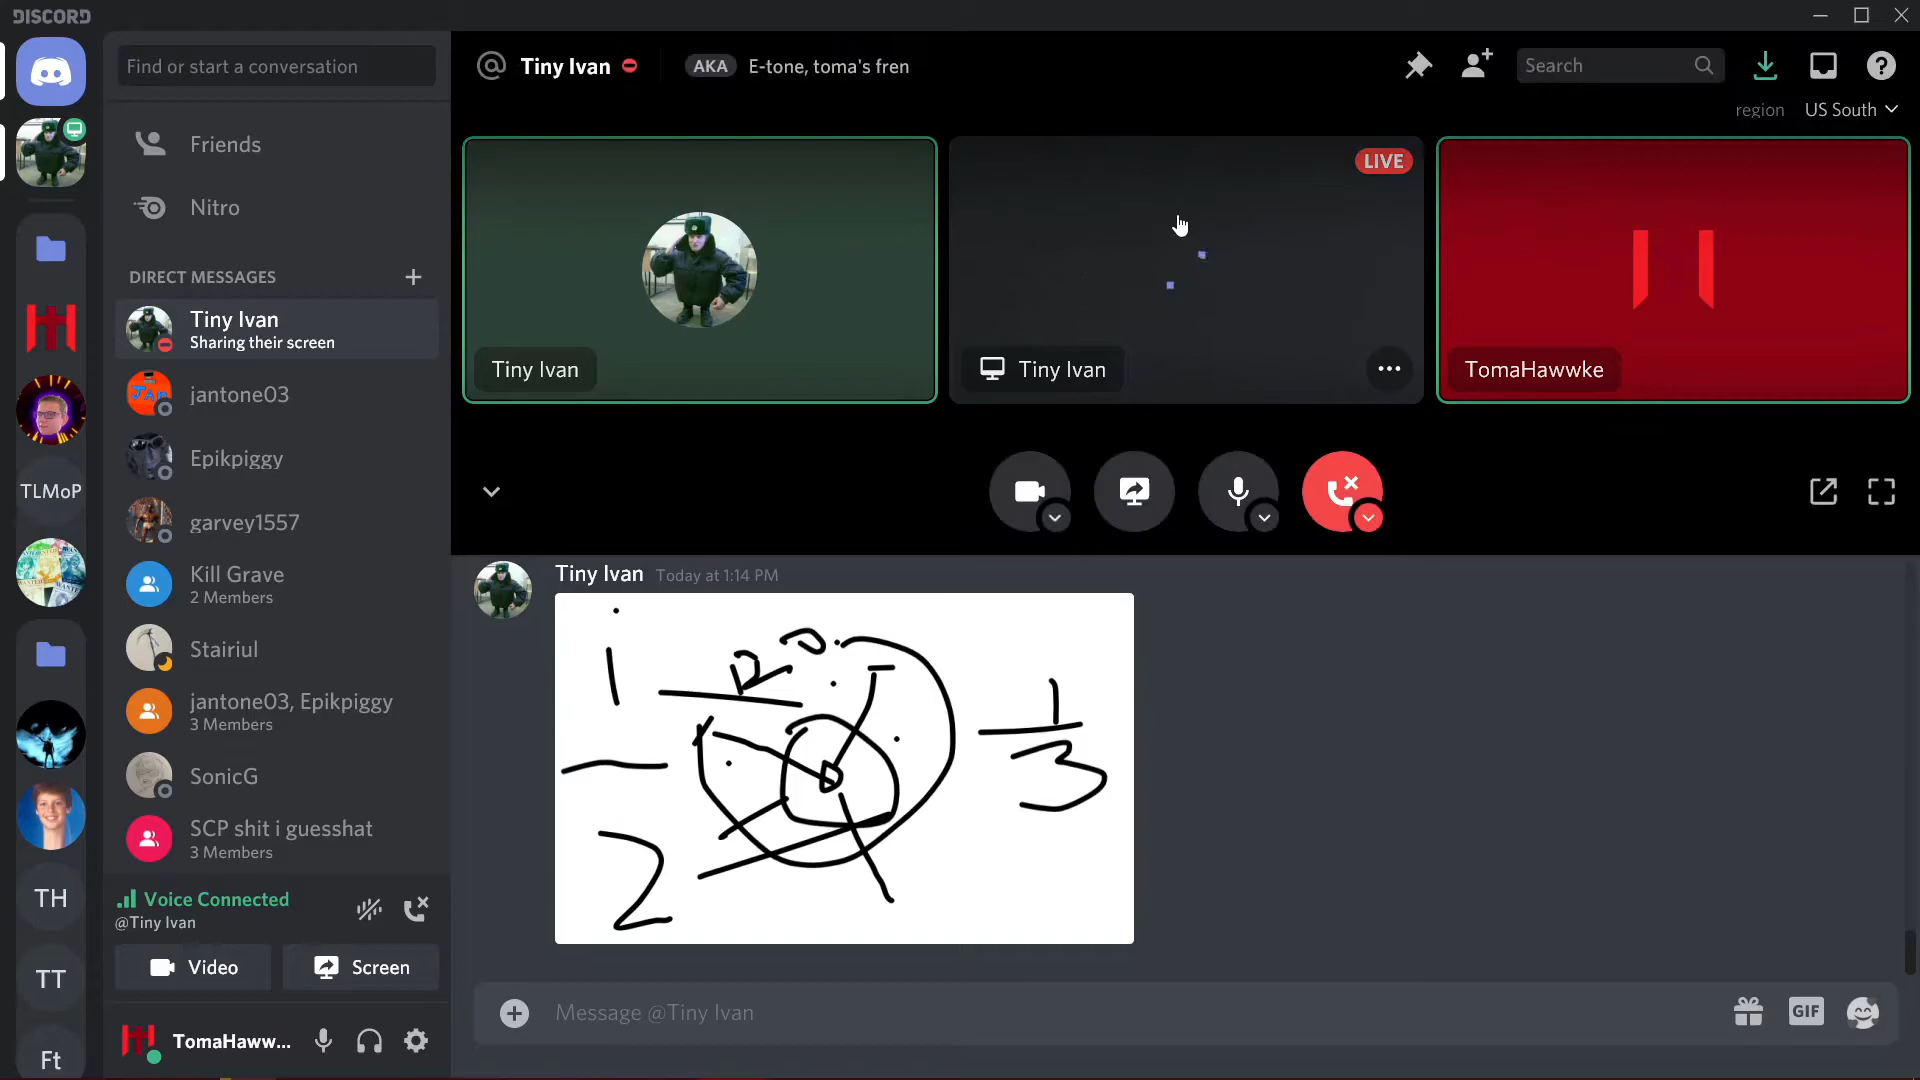 DISCORD
Find or start a conversation
Friends
Nitro
DIRECT MESSAGES
Tiny Ivan
Sharing their screen
jantone03
Epikpiggy
garvey1557
Kill Grave
2 Members
Stairiul
jantone03, Epikpiggy
3 Members
SonicG
SCP shit i guesshat
3 Members
TLMoP
TH
TT
Ft
Voice Connected
@Tiny Ivan
Video
Screen
TomaHaww...
Tiny Ivan
AKA
E-tone, toma's fren
Search
region
US South
Tiny Ivan
LIVE
Tiny Ivan
TomaHawwke
Tiny Ivan
Today at 1:14 PM
1
2
1
3
Message @Tiny Ivan
GIF